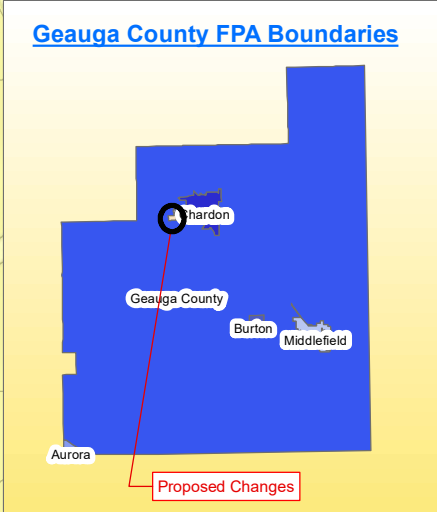 Geauga County FPA Boundaries
Chardon
Geauga County
Burton
Middlefield
Aurora
Proposed Changes